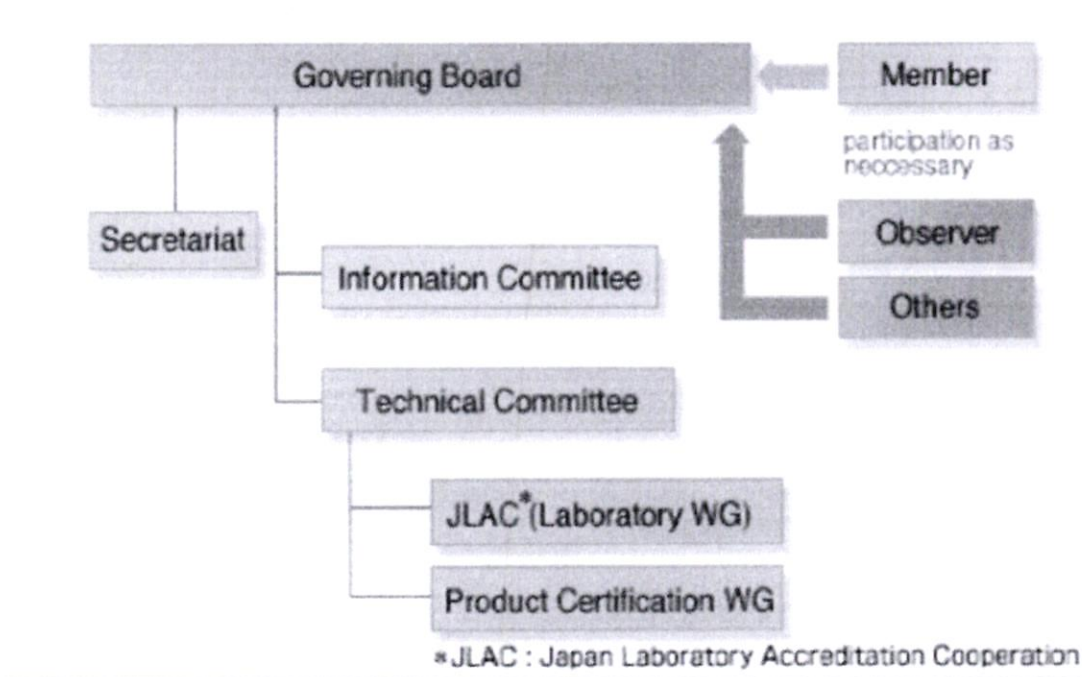 Governing Board
Member
participation as
neccessary
Secretariat
Observer
Information Committee
Others
Technical Committee
JLAC*(Laboratory WG)
Product Certification WG
*JLAC : Japan Laboratory Accreditation Cooperation